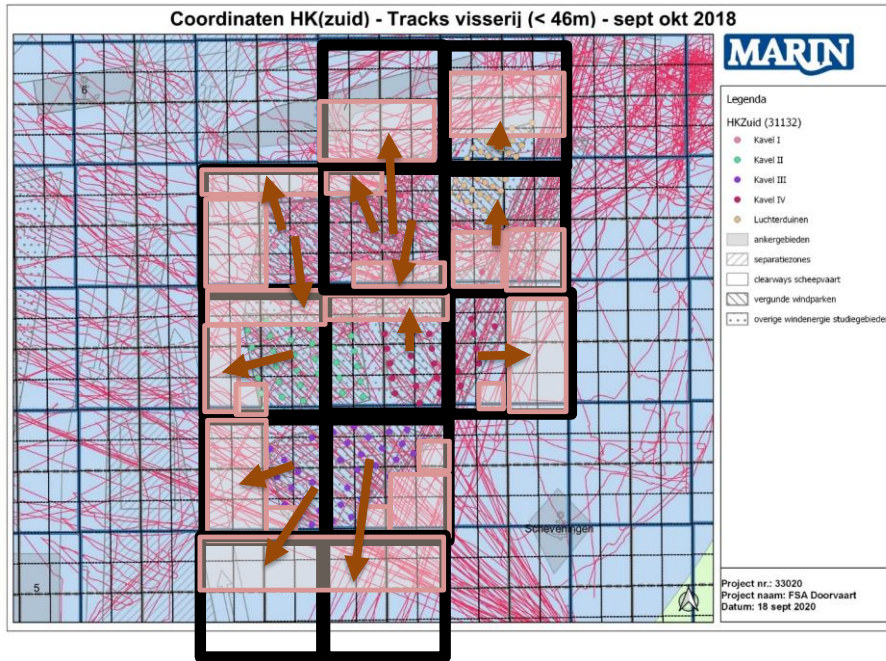 Coordinaten HK(zuid) - Tracks visserij (< 46m) - sept okt 2018
MARIN
Legenda
HKZuid (31132)
Kavel I
Kavel II
Kavel III
Kavel IV
Luchterduinen
ankergebieden
separatiezones
clearways scheepvaart
vergunde windparken
overige windenergie studiegebieden
6
5
Scheveningen
Project nr.: 33020
Project naam: FSA Doorvaart
Datum: 18 sept 2020